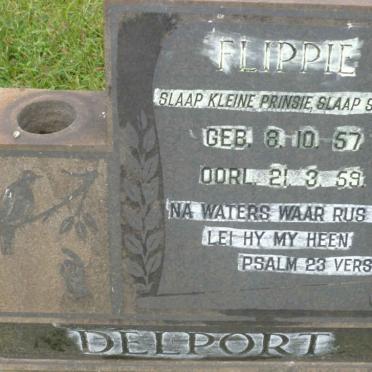 FLIPPIE
SLAAP KLEINE PRINSIE, SLAAP S
GEB. 8. 10. 57
OORL. 21. 3. 59.
NA WATERS WAAR RUS
LEI HY MY HEEN
PSALM 23 VERS
DELPORT